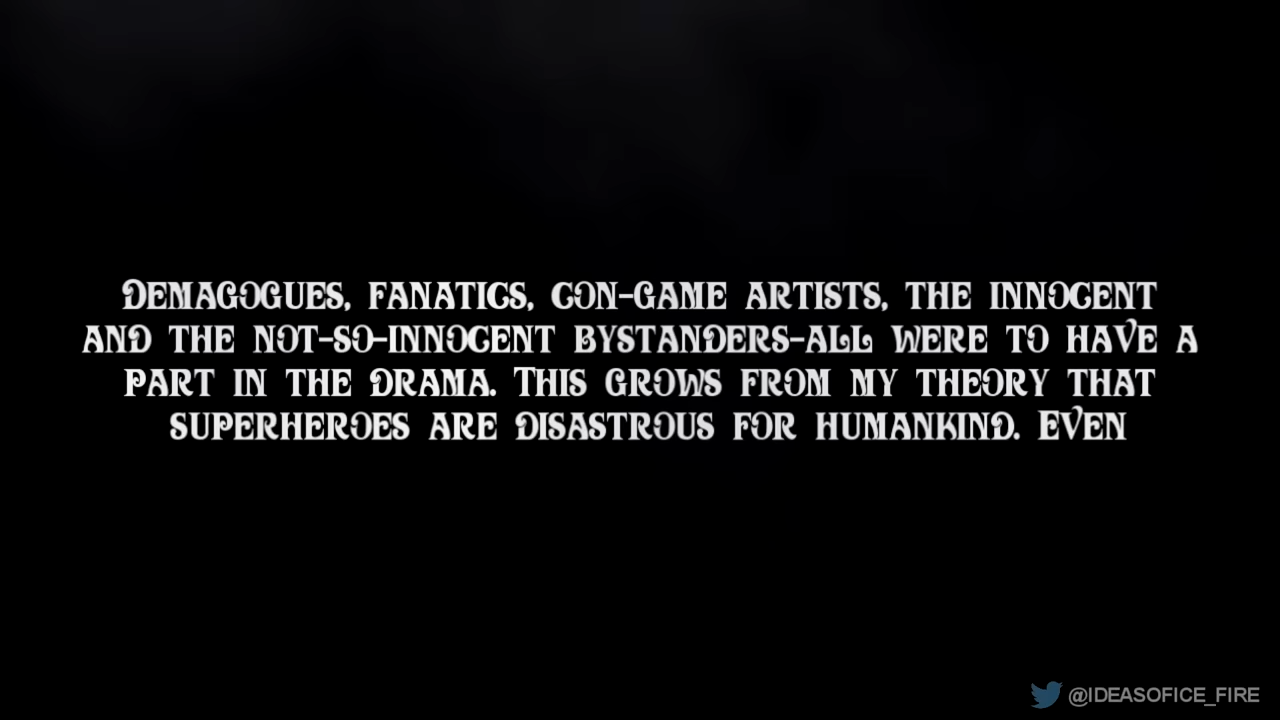 Demagogues, fanatics, con-game artists, the innocent
and the not-so-innocent bystanders-all were to have a
part in the drama. This grows from my theory that
superheroes are disastrous for humankind. Even
@IDEASOFICE_FIRE